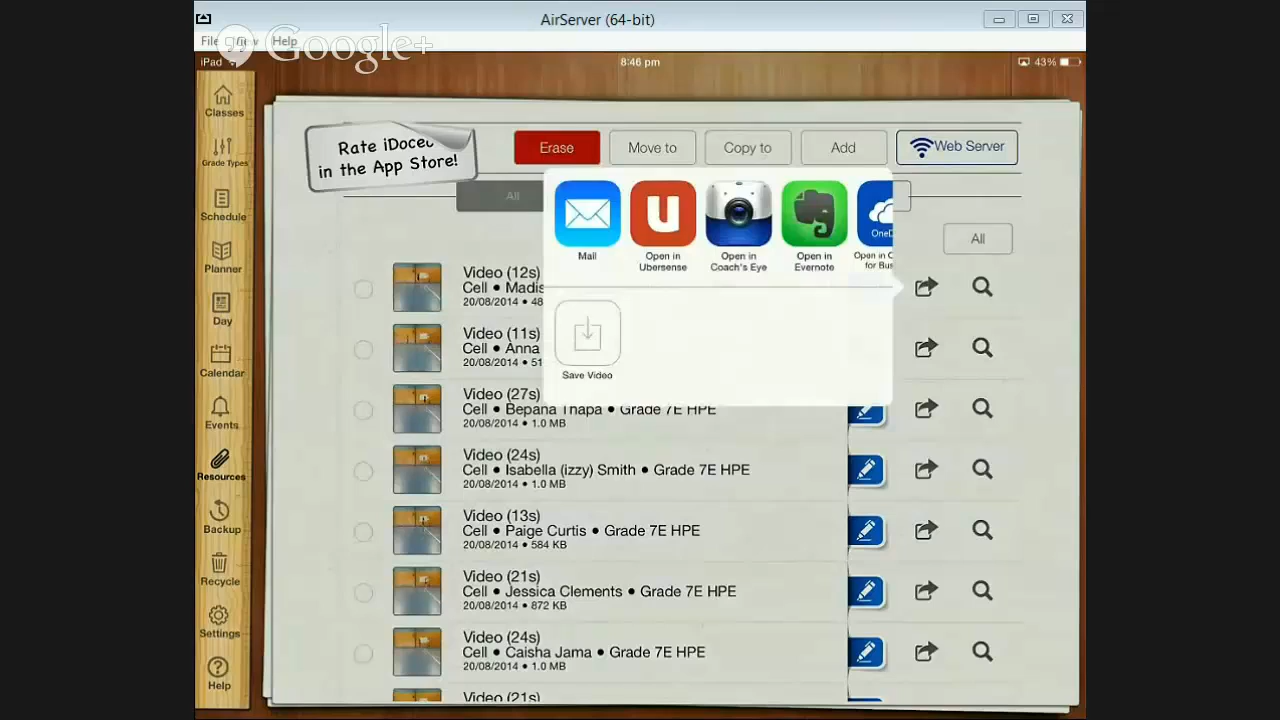 AirServer (64-bit)
File View Help
Google+
iPad
8:46 pm
43%
Classes
Grade Types
Schedule
Planner
Day
Calendar
Events
Resources
Backup
Recycle
Settings
Help
Rate iDoceo
in the App Store!
Erase
Move to
Copy to
Add
Web Server
All
All
Mail
Open in
Ubersense
Open in
Coach's Eye
Open in
Evernote
Open in
for Bus
Save Video
Video (12s)
Cell • Madis
20/08/2014 • 48
Video (11s)
Cell • Anna
20/08/2014 • 51
Video (27s)
Cell • Bepana Thapa • Grade 7E HPE
20/08/2014 • 1.0 MB
Video (24s)
Cell • Isabella (izzy) Smith • Grade 7E HPE
20/08/2014 • 1.0 MB
Video (13s)
Cell • Paige Curtis • Grade 7E HPE
20/08/2014 • 584 KB
Video (21s)
Cell • Jessica Clements • Grade 7E HPE
20/08/2014 • 872 KB
Video (24s)
Cell • Caisha Jama • Grade 7E HPE
20/08/2014 • 1.0 MB
Video (21s)